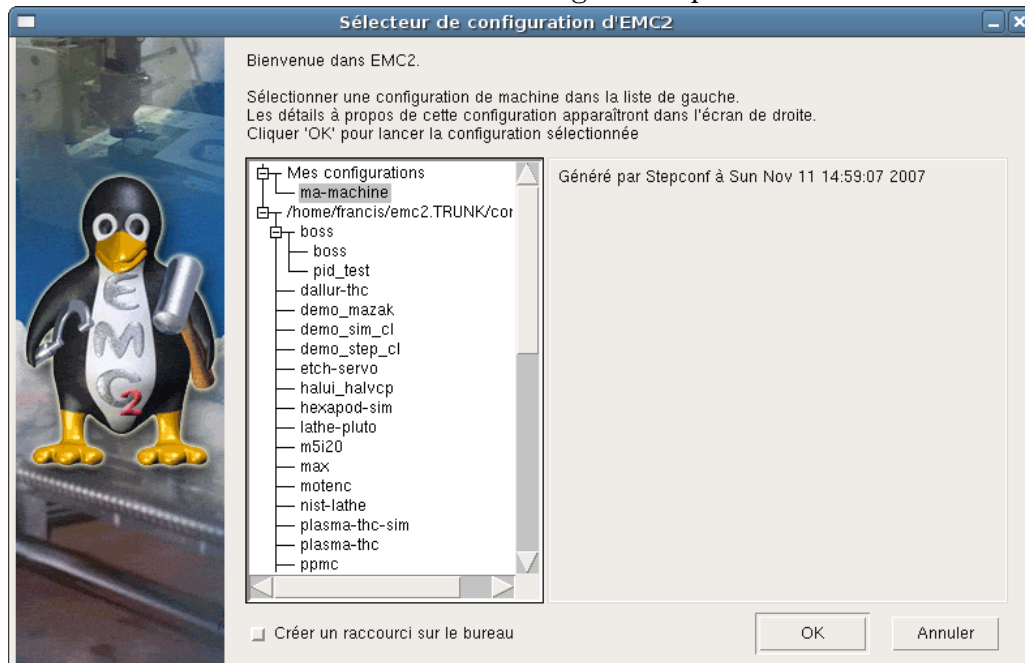 Sélecteur de configuration d'EMC2
Bienvenue dans EMC2.
Sélectionner une configuration de machine dans la liste de gauche.
Les détails à propos de cette configuration apparaîtront dans l'écran de droite.
Cliquer 'OK' pour lancer la configuration sélectionnée
Mes configurations
ma-machine
/home/francis/emc2.TRUNK/cor
boss
boss
pid_test
dallur-thc
demo_mazak
demo_sim_cl
demo_step_cl
etch-servo
halui_halvcp
hexapod-sim
lathe-pluto
m5i20
max
motenc
nist-lathe
plasma-thc-sim
plasma-thc
ppmc
Généré par Stepconf à Sun Nov 11 14:59:07 2007
EMC2
Créer un raccourci sur le bureau
OK
Annuler